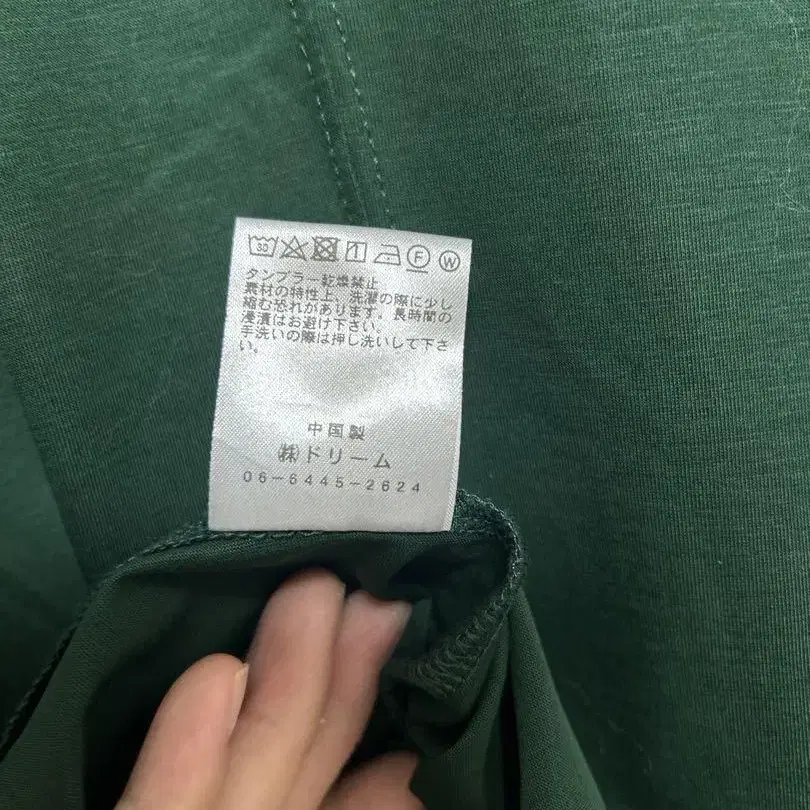 30 F W
タンブラー乾燥禁止
素材の特性上、洗濯の際に少し
縮む恐れがあります。長時間の
浸漬はお避け下さい。
手洗いの際は押し洗いして下さ
い。
中国製
㈱ドリーム
06-6445-2624